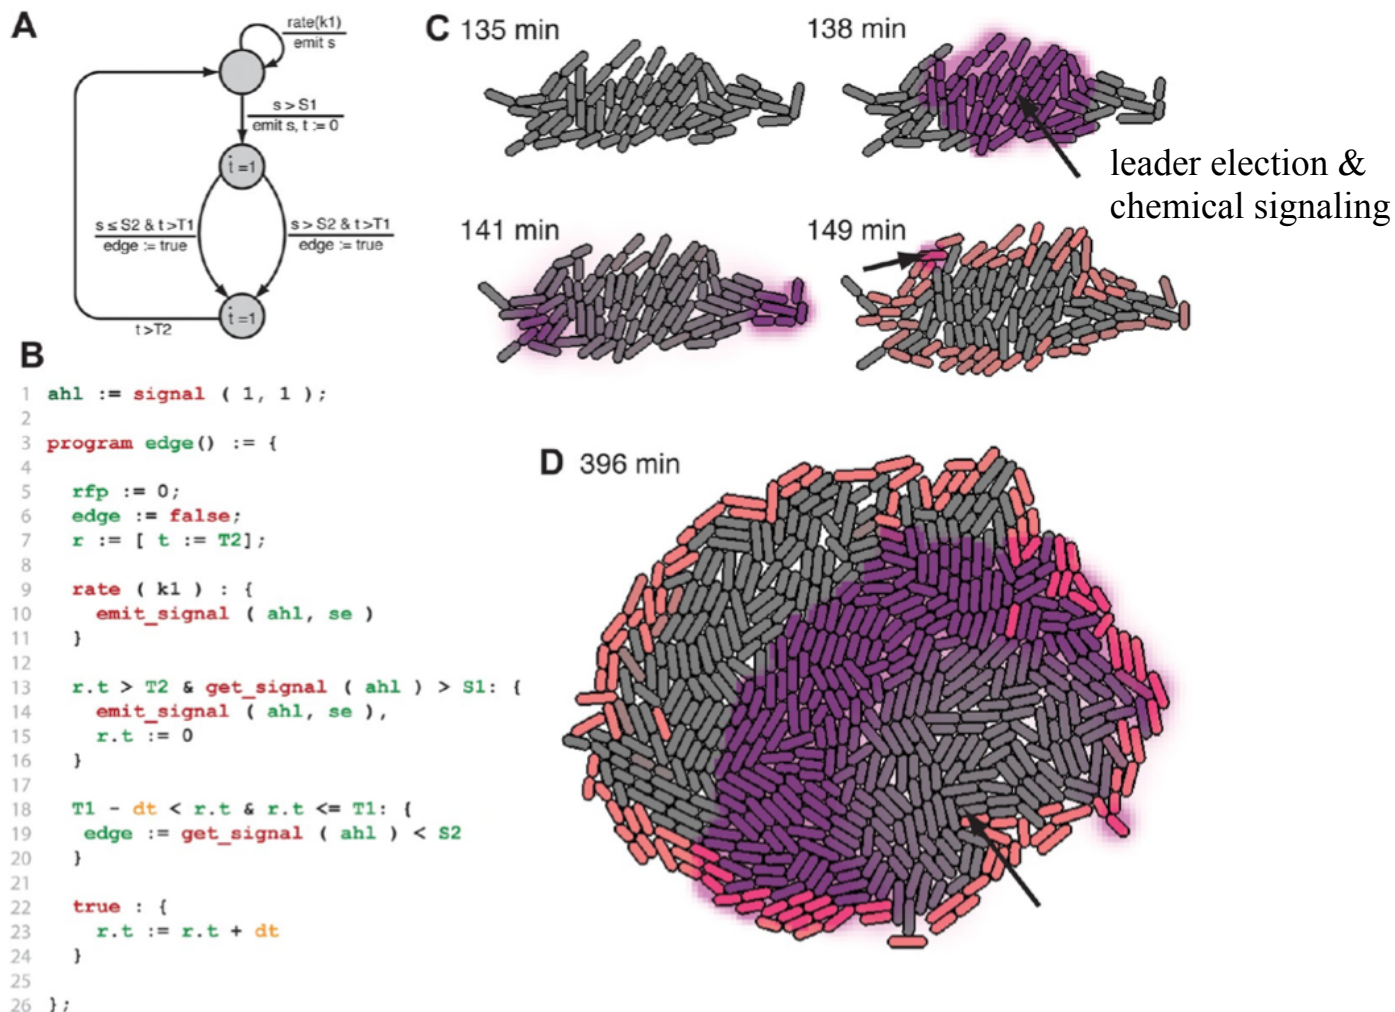 A
rate(k1)
emit s
s > S1
emit s, t := 0
ṫ =1
s ≤ S2 & t>T1
edge := true
s > S2 & t>T1
edge := true
ṫ =1
t >T2
B
1 ahl := signal ( 1, 1 );
2
3 program edge() := {
4
5 rfp := 0;
6 edge := false;
7 r := [ t := T2];
8
9 rate ( k1 ) : {
10 emit_signal ( ahl, se )
11 }
12
13 r.t > T2 & get_signal ( ahl ) > S1: {
14 emit_signal ( ahl, se ),
15 r.t := 0
16 }
17
18 T1 - dt < r.t & r.t <= T1: {
19 edge := get_signal ( ahl ) < S2
20 }
21
22 true : {
23 r.t := r.t + dt
24 }
25
26 };
C 135 min
138 min
leader election &
chemical signaling
141 min
149 min
D 396 min